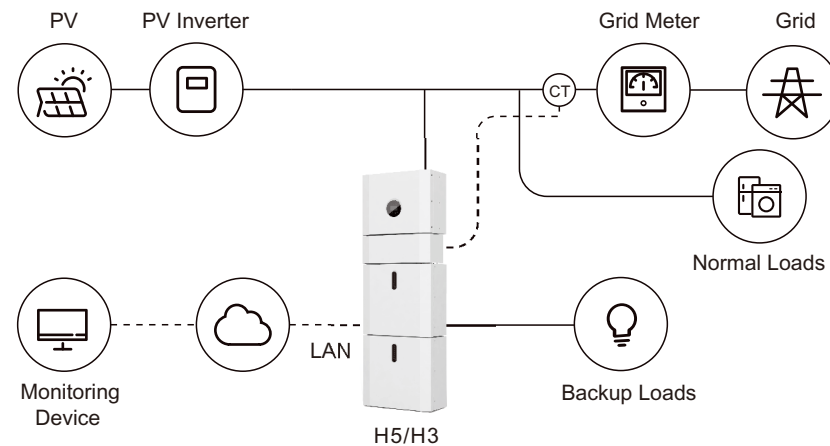 PV
PV Inverter
Grid Meter
Grid
CT
Normal Loads
LAN
Monitoring
Device
Backup Loads
H5/H3